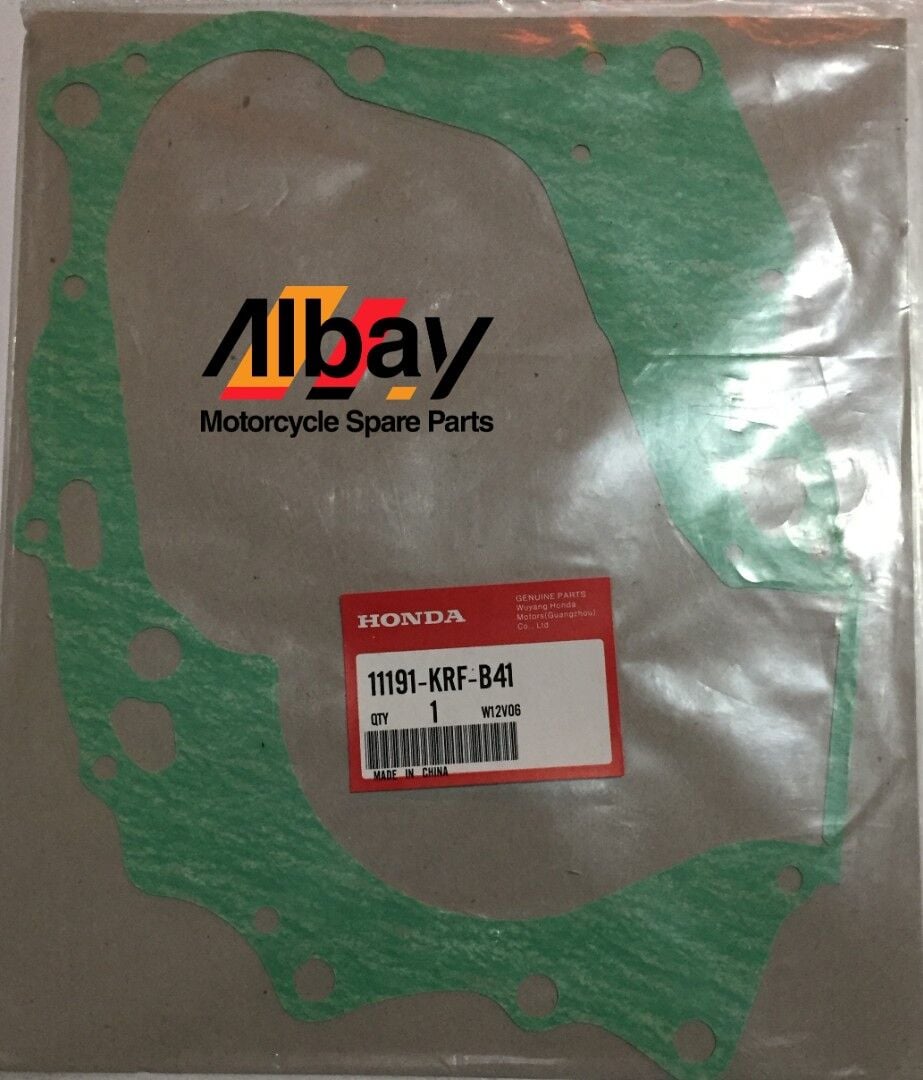 Albay
Motorcycle Spare Parts
HONDA
GENUINE PARTS
Wuyang Honda
Motors(Guangzhou)
Co., Ltd
11191-KRF-B41
QTY 1 W12V06
MADE IN CHINA